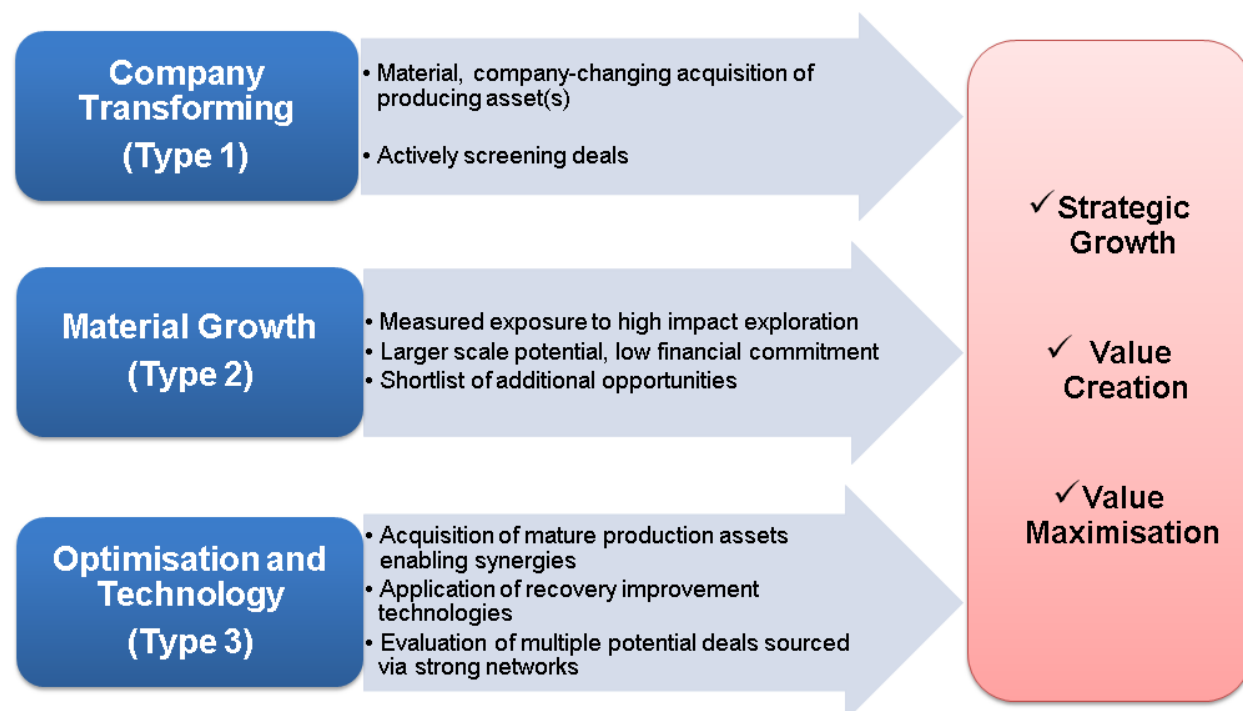 Company
Transforming
(Type 1)
• Material, company-changing acquisition of
producing asset(s)
• Actively screening deals
Material Growth
(Type 2)
• Measured exposure to high impact exploration
• Larger scale potential, low financial commitment
• Shortlist of additional opportunities
Optimisation and
Technology
(Type 3)
• Acquisition of mature production assets
enabling synergies
• Application of recovery improvement
technologies
• Evaluation of multiple potential deals sourced
via strong networks
✓ Strategic
Growth
✓ Value
Creation
✓ Value
Maximisation